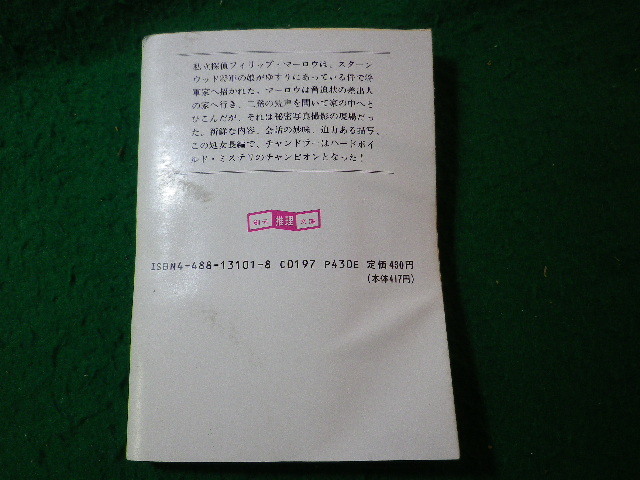 私立探偵フィリップ・マーロウは、スターン
ウッド将軍の娘がゆすりにあっている件で将
軍家へ招かれた。マーロウは脅迫状の差出人
の家へ行き、三発の銃声を聞いて家の中へと
びこんだが、それは秘密写真撮影の現場だっ
た。新鮮な内容、会話の妙味、迫力ある描写、
この処女長編で、チャンドラーはハードボイ
ルド・ミステリのチャンピオンとなった！
推理
ISBN4-488-13101-8 C0197 P430E 定価430円
(本体417円)